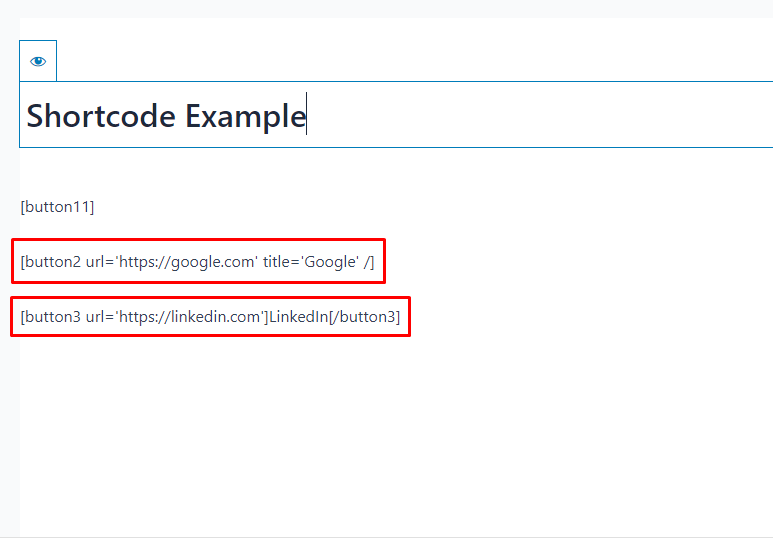 Shortcode Example
[button11]
[button2 url='https://google.com' title='Google' /]
[button3 url='https://linkedin.com']LinkedIn[/button3]